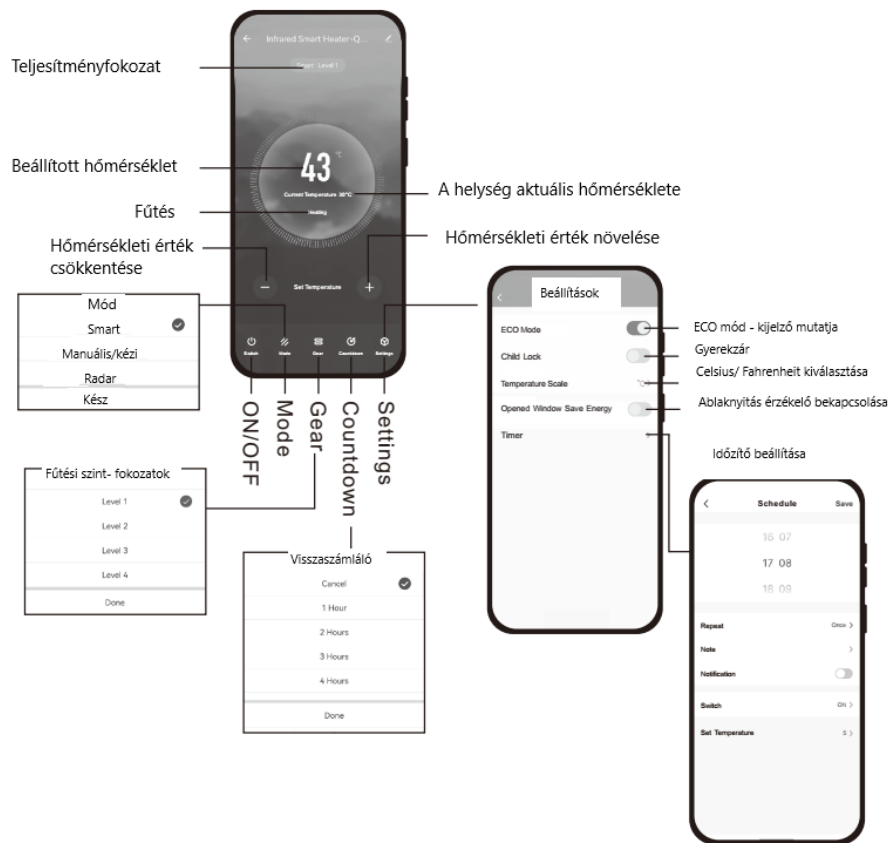 Infrared Smart Heater-Q...
Smart Level 1
Teljesítményfokozat
Beállított hőmérséklet
43 °C
Current Temperature 30°C
A helység aktuális hőmérséklete
Fűtés
Heating
Hőmérsékleti érték
csökkentése
Hőmérsékleti érték növelése
Set Temperature
Switch
Mode
Gear
Countdown
Settings
ON/OFF
Mode
Gear
Countdown
Settings
Mód
Smart
Manuális/kézi
Radar
Kész
Fűtési szint- fokozatok
Level 1
Level 2
Level 3
Level 4
Done
Visszaszámláló
Cancel
1 Hour
2 Hours
3 Hours
4 Hours
Done
Beállítások
ECO Mode
Child Lock
Temperature Scale
°C
Opened Window Save Energy
Timer
ECO mód - kijelző mutatja
Gyerekzár
Celsius/ Fahrenheit kiválasztása
Ablaknyitás érzékelő bekapcsolása
Időzítő beállítása
Schedule Save
16 07
17 08
18 09
Repeat Once
Note
Notification
Switch ON
Set Temperature 5